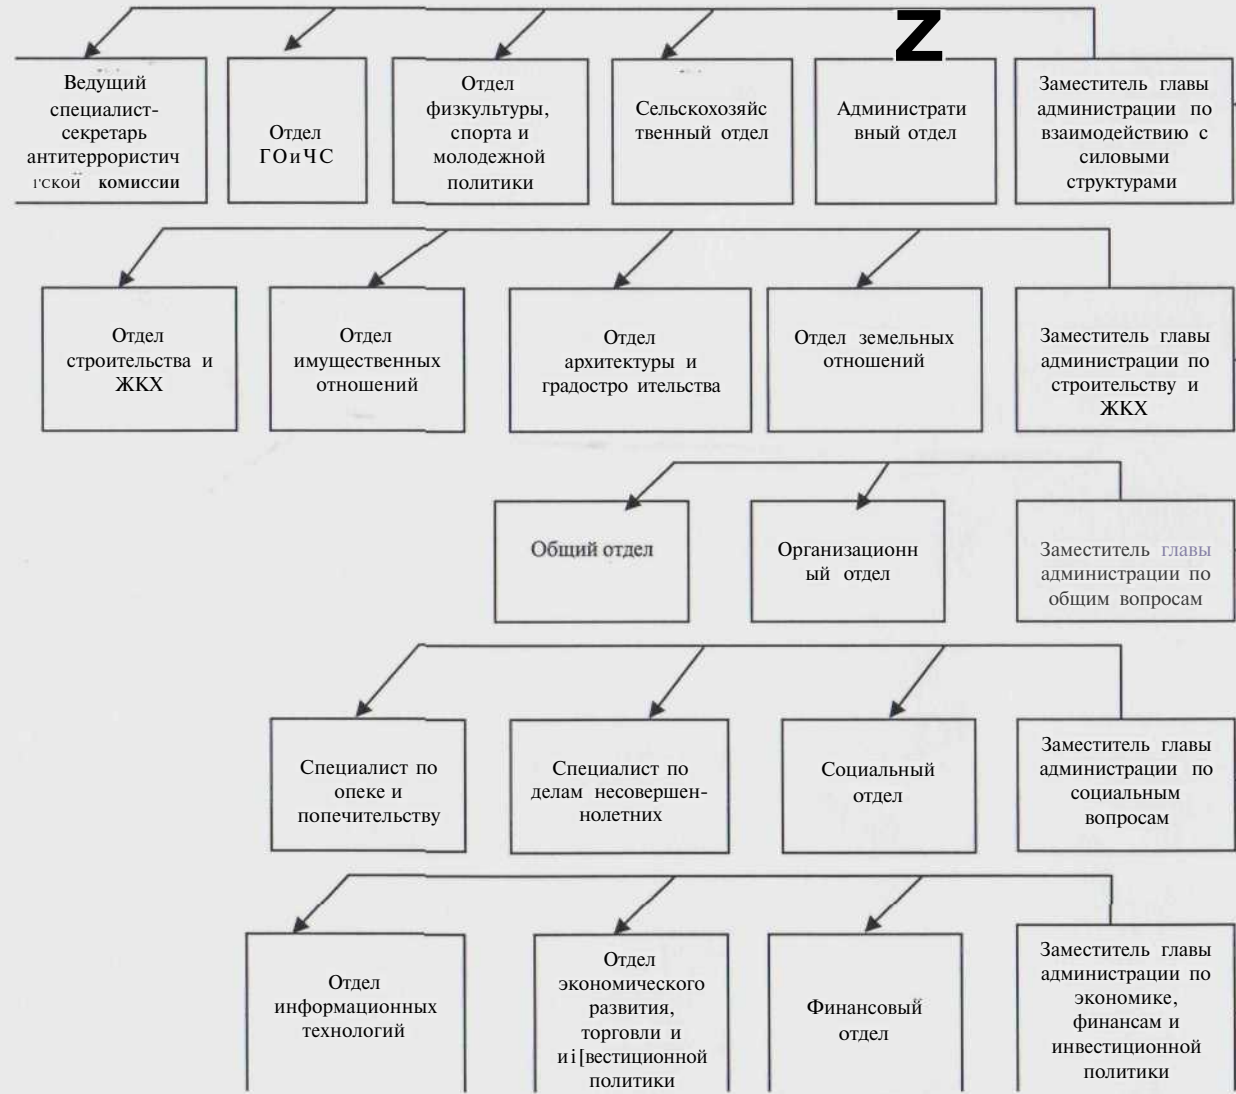 Z
Ведущий
специалист-
секретарь
антитеррористич
ГСКОЙ комиссии
Отдел
ГОиЧС
Отдел
физкультуры,
спорта и
молодежной
политики
Сельскохозяйс
твенный отдел
Администрати
вный отдел
Заместитель главы
администрации по
взаимодействию с
силовыми
структурами
Отдел
строительства и
ЖКХ
Отдел
имущественных
отношений
Отдел
архитектуры и
градостро ительства
Отдел земельных
отношений
Заместитель главы
администрации по
строительству и
ЖКХ
Общий отдел
Организационн
ый отдел
Заместитель главы
администрации по
общим вопросам
Специалист по
опеке и
попечительству
Специалист по
делам несовершен-
нолетних
Социальный
отдел
Заместитель главы
администрации по
социальным
вопросам
Отдел
информационных
технологий
Отдел
экономического
развития,
торговли и
иi[вестиционной
политики
Финансовый
отдел
Заместитель главы
администрации по
экономике,
финансам и
инвестиционной
политики